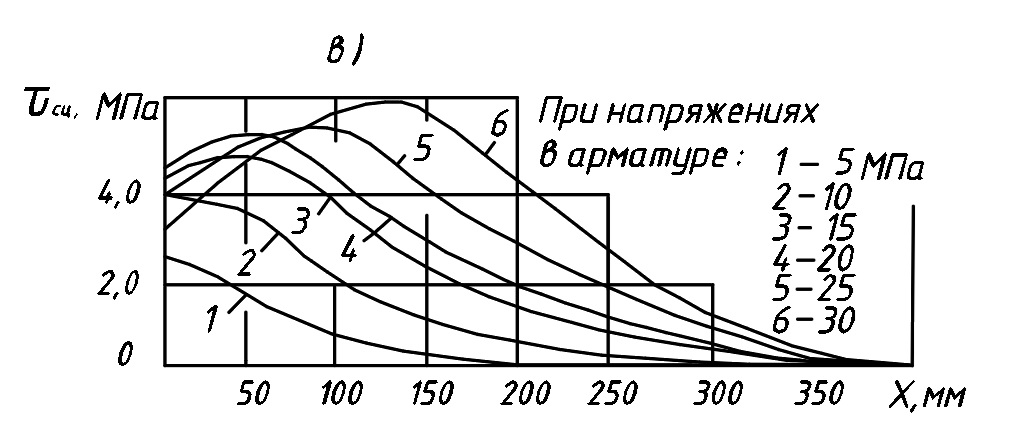 в)
τсц, МПа
4,0
2,0
0
50 100 150 200 250 300 350 X, мм
1
2
3
4
5
6
При напряжениях
в арматуре:
1 – 5 МПа
2 – 10
3 – 15
4 – 20
5 – 25
6 – 30